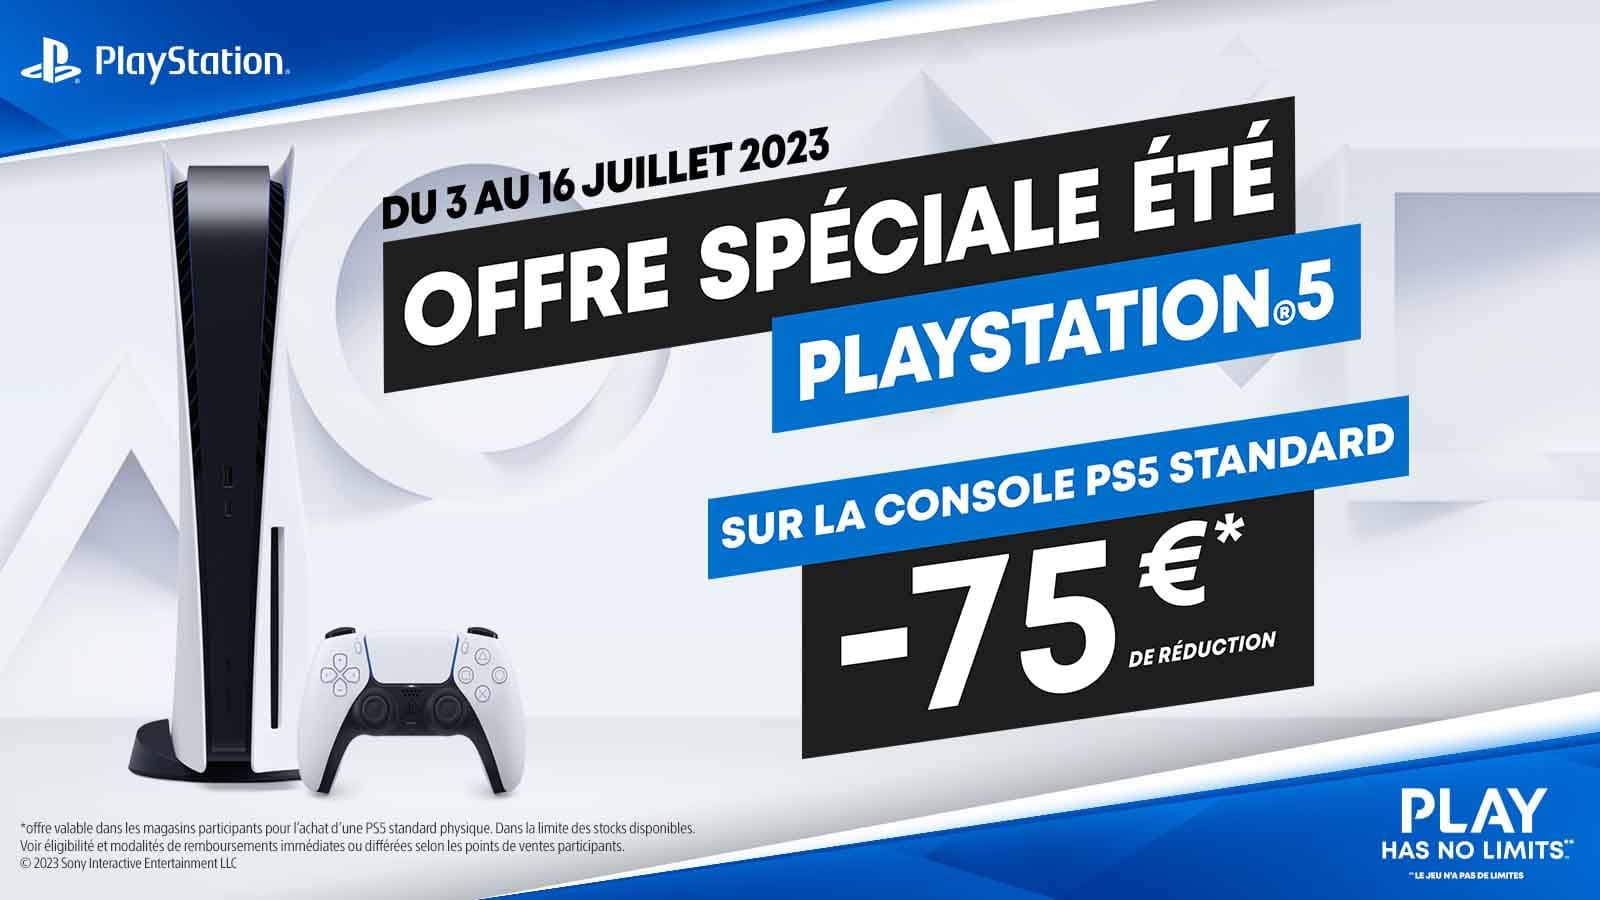 PlayStation®
DU 3 AU 16 JUILLET 2023
OFFRE SPÉCIALE ÉTÉ
PLAYSTATION®5
SUR LA CONSOLE PS5 STANDARD
-75€*
DE RÉDUCTION
*offre valable dans les magasins participants pour l'achat d'une PS5 standard physique. Dans la limite des stocks disponibles.
Voir éligibilité et modalités de remboursements immédiates ou différées selon les points de ventes participants.
© 2023 Sony Interactive Entertainment LLC
PLAY
HAS NO LIMITS™**
**LE JEU N'A PAS DE LIMITES